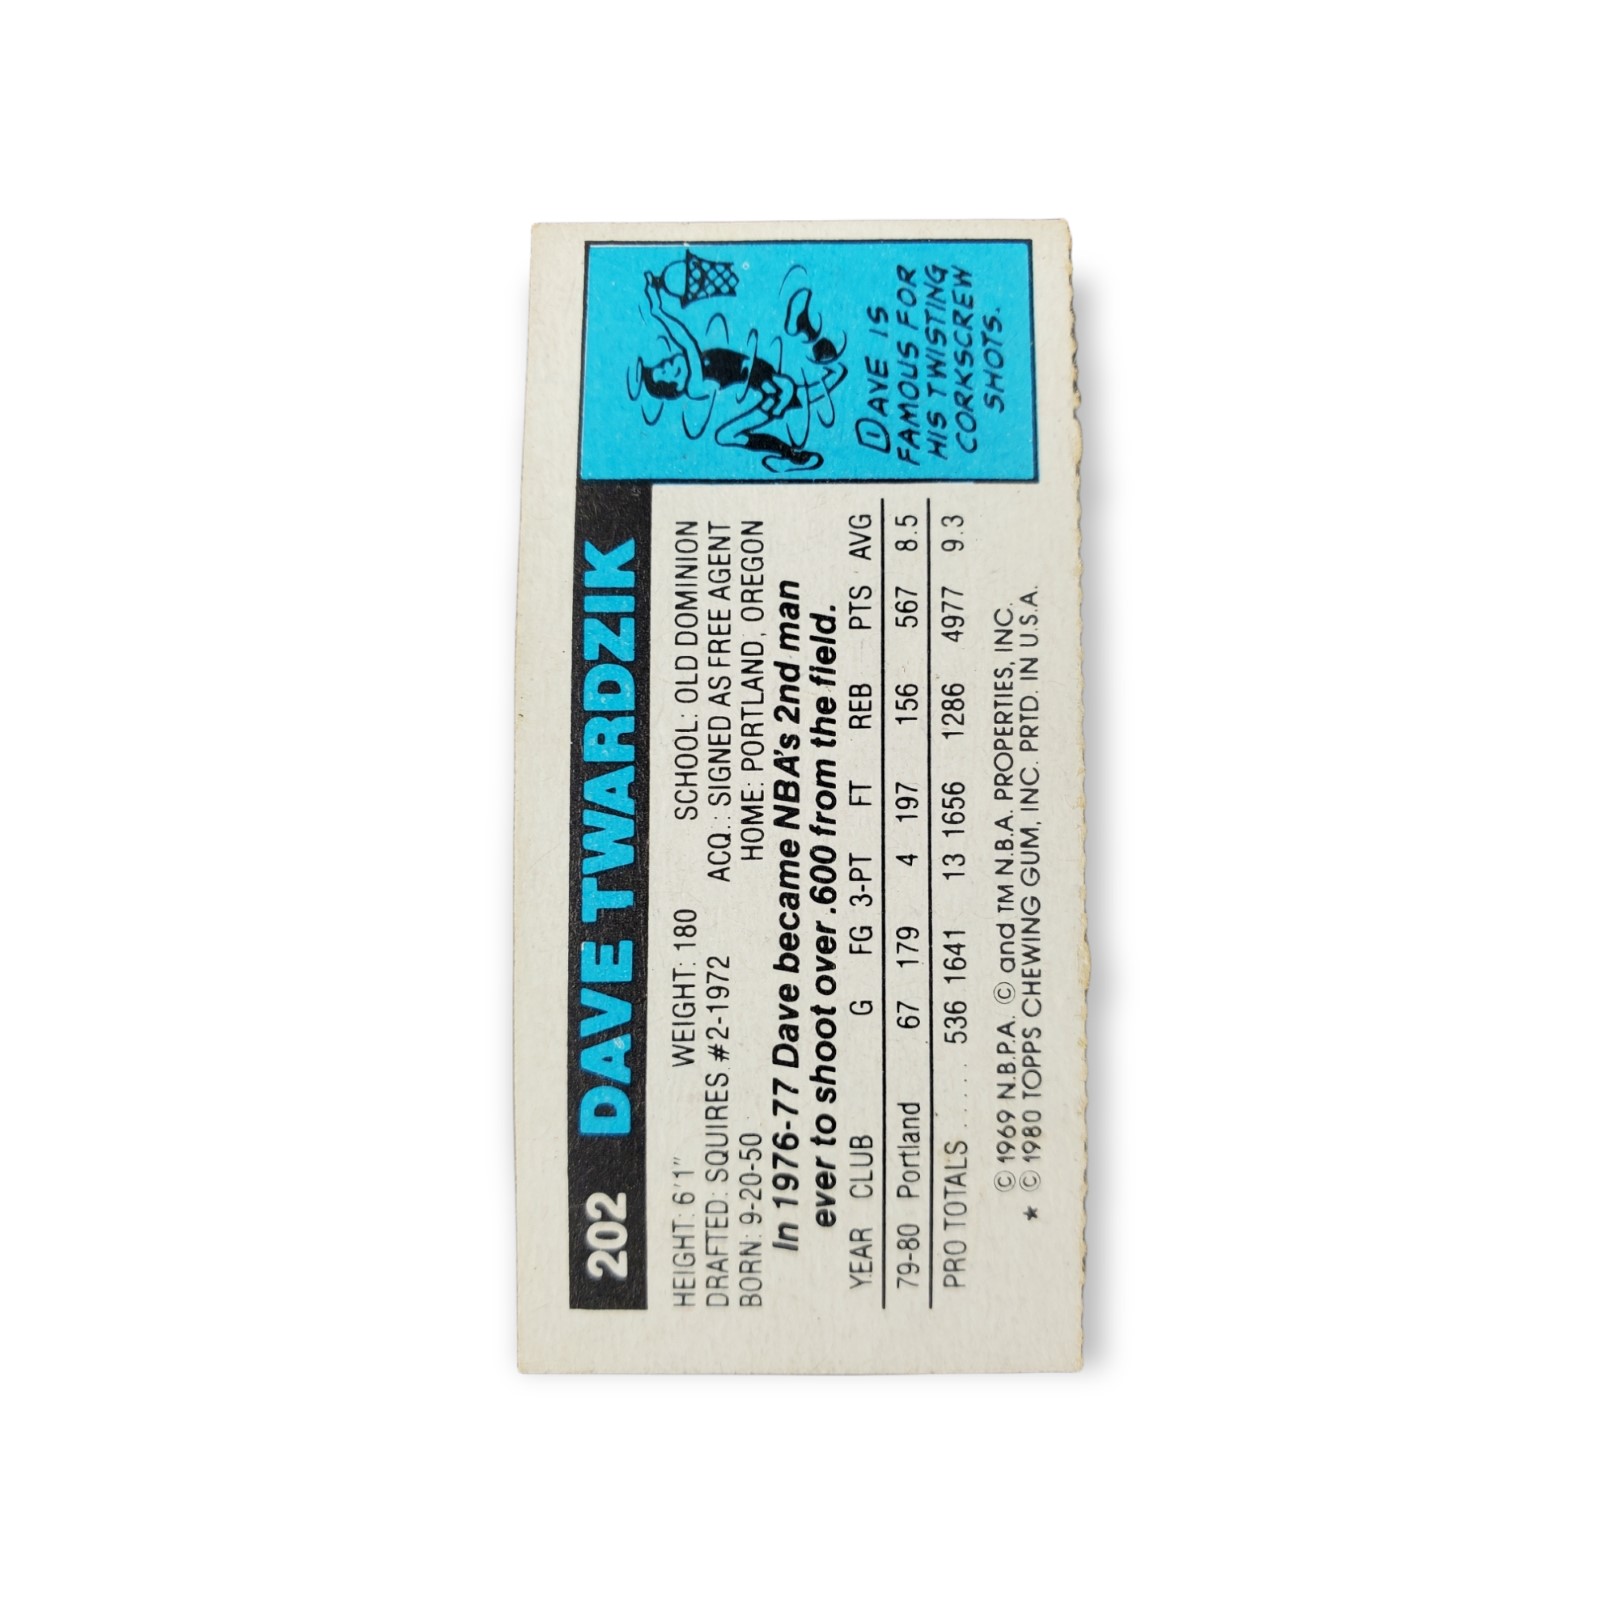 202 DAVE TWARDZIK
HEIGHT: 6'1" WEIGHT: 180 SCHOOL: OLD DOMINION
DRAFTED: SQUIRES #2-1972 ACQ.: SIGNED AS FREE AGENT
BORN: 9-20-50 HOME: PORTLAND, OREGON
In 1976-77 Dave became NBA's 2nd man
ever to shoot over .600 from the field.
YEAR CLUB G FG 3-PT FT REB PTS AVG
79-80 Portland 67 179 4 197 156 567 8.5
PRO TOTALS ..... 536 1641 13 1656 1286 4977 9.3
© 1969 N.B.P.A. © and TM N.B.A. PROPERTIES, INC.
* © 1980 TOPPS CHEWING GUM, INC. PRTD. IN U.S.A.
DAVE IS
FAMOUS FOR
HIS TWISTING,
CORKSCREW
SHOTS.